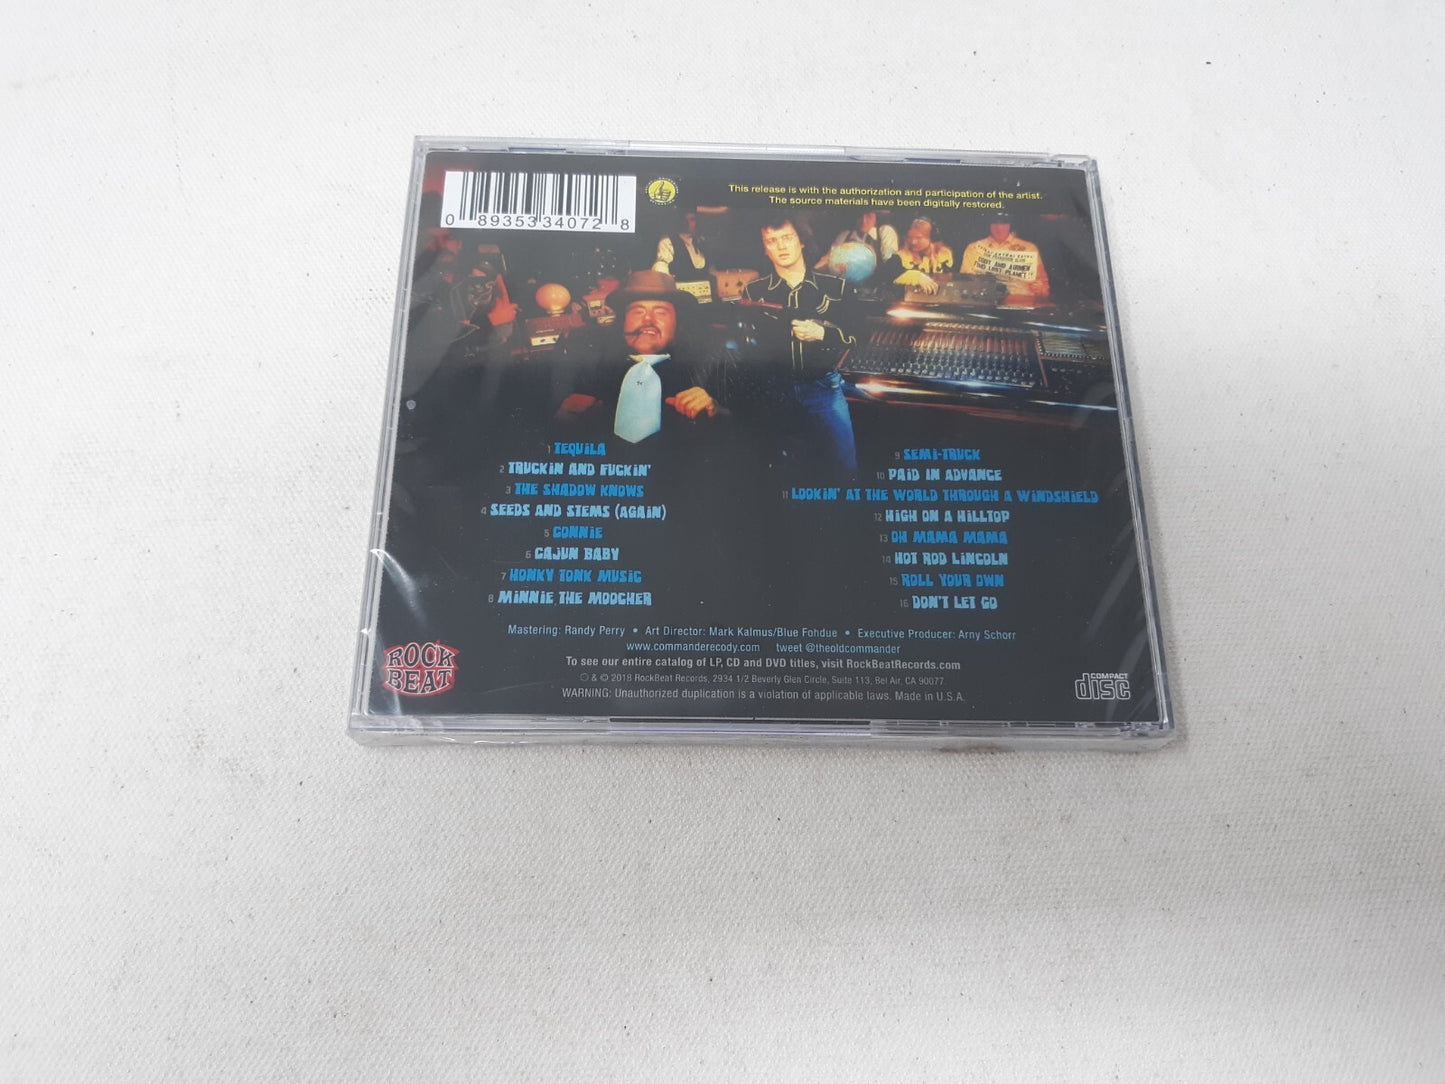 0 89353 34072 8
This release is with the authorization and participation of the artist.
The source materials have been digitally restored.
CODY AND AIRMEN
FIND LOST PLANET!!
1 TEQUILA
2 TRUCKIN AND FUCKIN'
3 THE SHADOW KNOWS
4 SEEDS AND STEMS (AGAIN)
5 CONNIE
6 CAJUN BABY
7 HONKY TONK MUSIC
8 MINNIE THE MOOCHER
9 SEMI-TRUCK
10 PAID IN ADVANCE
11 LOOKIN' AT THE WORLD THROUGH A WINDSHIELD
12 HIGH ON A HILLTOP
13 OH MAMA MAMA
14 HOT ROD LINCOLN
15 ROLL YOUR OWN
16 DON'T LET GO
Mastering: Randy Perry • Art Director: Mark Kalmus/Blue Fohdue • Executive Producer: Arny Schorr
www.commandercody.com tweet @theoldcommander
To see our entire catalog of LP, CD and DVD titles, visit RockBeatRecords.com
℗ & © 2018 RockBeat Records, 2934 1/2 Beverly Glen Circle, Suite 113, Bel Air, CA 90077.
WARNING: Unauthorized duplication is a violation of applicable laws. Made in U.S.A.
ROCK
BEAT
COMPACT
disc